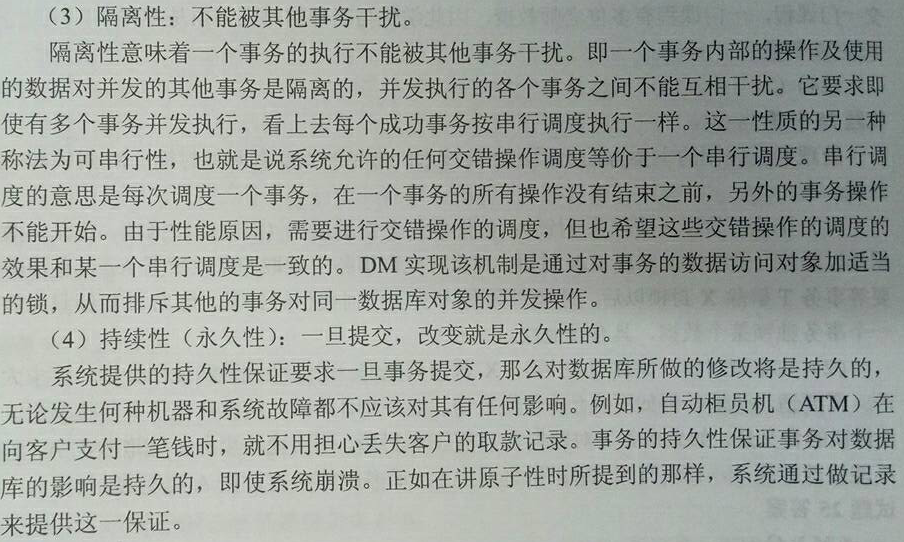 （3）隔离性：不能被其他事务干扰。
隔离性意味着一个事务的执行不能被其他事务干扰。即一个事务内部的操作及使用
的数据对并发的其他事务是隔离的，并发执行的各个事务之间不能互相干扰。它要求即
使有多个事务并发执行，看上去每个成功事务按串行调度执行一样。这一性质的另一种
称法为可串行性，也就是说系统允许的任何交错操作调度等价于一个串行调度。串行调
度的意思是每次调度一个事务，在一个事务的所有操作没有结束之前，另外的事务操作
不能开始。由于性能原因，需要进行交错操作的调度，但也希望这些交错操作的调度的
效果和某一个串行调度是一致的。DM 实现该机制是通过对事务的数据访问对象加适当
的锁，从而排斥其他的事务对同一数据库对象的并发操作。
（4）持续性（永久性）：一旦提交，改变就是永久性的。
系统提供的持久性保证要求一旦事务提交，那么对数据库所做的修改将是持久的，
无论发生何种机器和系统故障都不应该对其有任何影响。例如，自动柜员机（ATM）在
向客户支付一笔钱时，就不用担心丢失客户的取款记录。事务的持久性保证事务对数据
库的影响是持久的，即使系统崩溃。正如在讲原子性时所提到的那样，系统通过做记录
来提供这一保证。